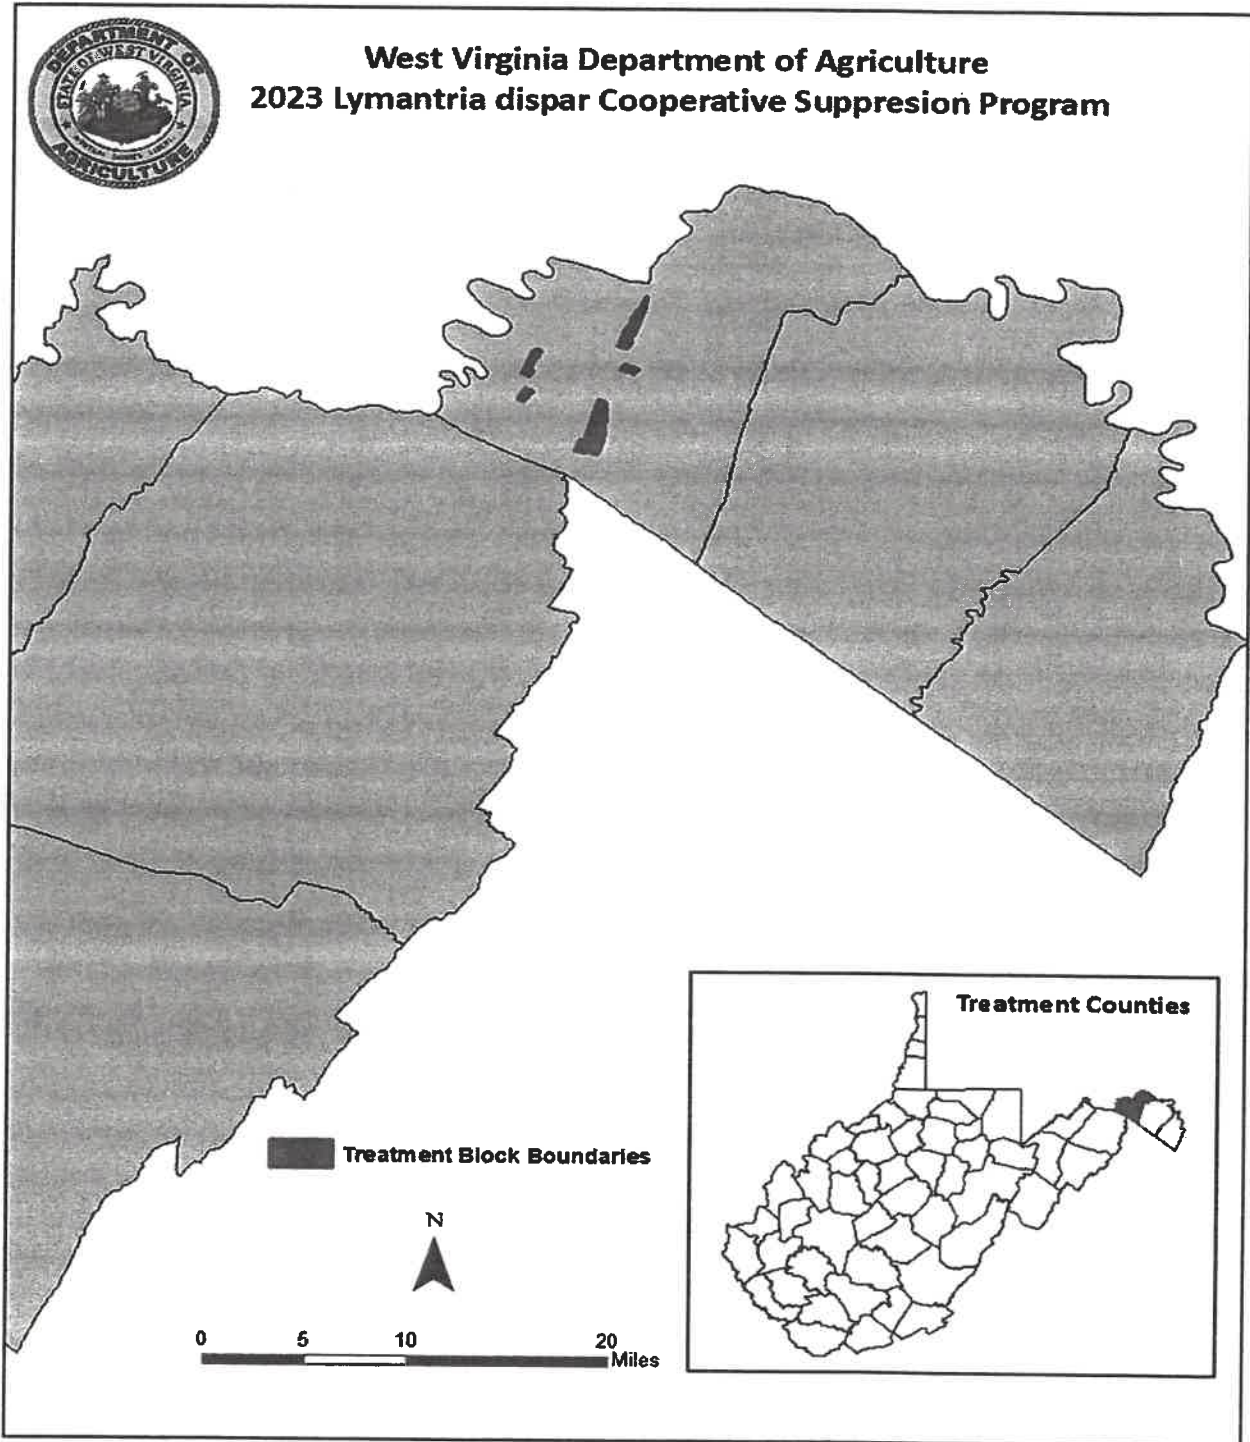 DEPARTMENT OF
STATE OF WEST VIRGINIA
AGRICULTURE
West Virginia Department of Agriculture
2023 Lymantria dispar Cooperative Suppresion Program
Treatment Counties
Treatment Block Boundaries
N
0 5 10 20
Miles